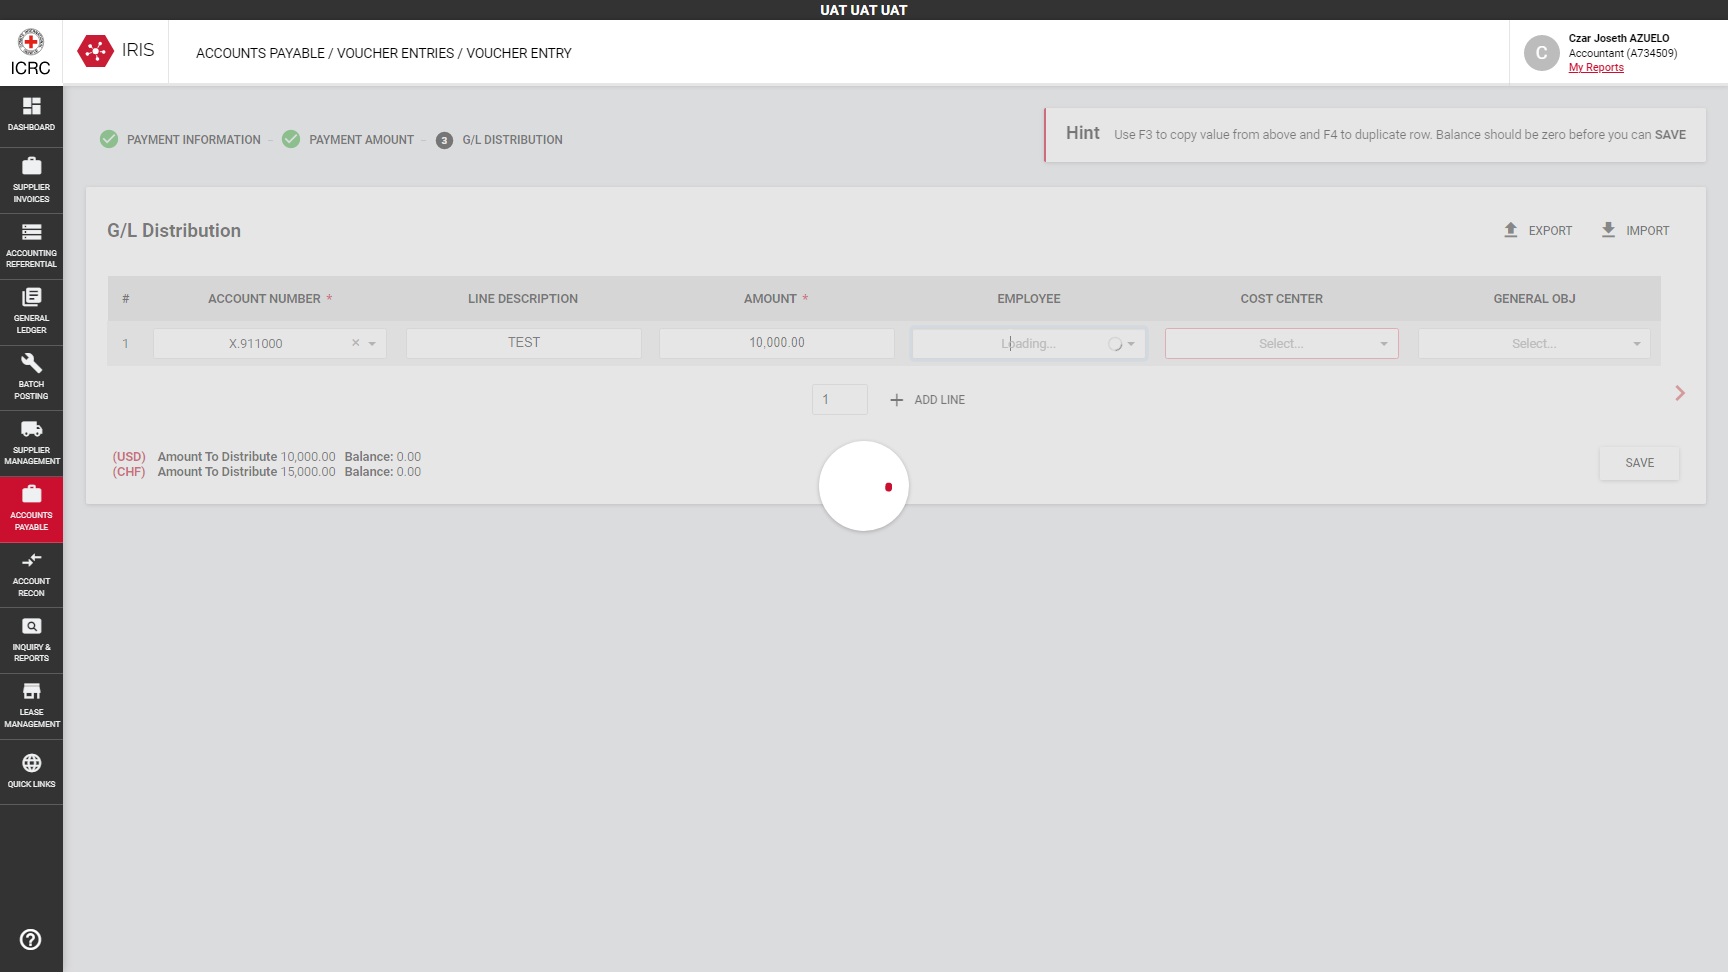 UAT UAT UAT
ICRC
IRIS
ACCOUNTS PAYABLE / VOUCHER ENTRIES / VOUCHER ENTRY
C
Czar Joseth AZUELO
Accountant (A734509)
My Reports
DASHBOARD
SUPPLIER
INVOICES
ACCOUNTING
REFERENTIAL
GENERAL
LEDGER
BATCH
POSTING
SUPPLIER
MANAGEMENT
ACCOUNTS
PAYABLE
ACCOUNT
RECON
INQUIRY &
REPORTS
LEASE
MANAGEMENT
QUICK LINKS
PAYMENT INFORMATION
PAYMENT AMOUNT
3 G/L DISTRIBUTION
Hint Use F3 to copy value from above and F4 to duplicate row. Balance should be zero before you can SAVE
G/L Distribution
EXPORT
IMPORT
# ACCOUNT NUMBER * LINE DESCRIPTION AMOUNT * EMPLOYEE COST CENTER GENERAL OBJ
1 X.911000 × TEST 10,000.00 Loading... Select... Select...
1 + ADD LINE
(USD) Amount To Distribute 10,000.00 Balance: 0.00
(CHF) Amount To Distribute 15,000.00 Balance: 0.00
SAVE